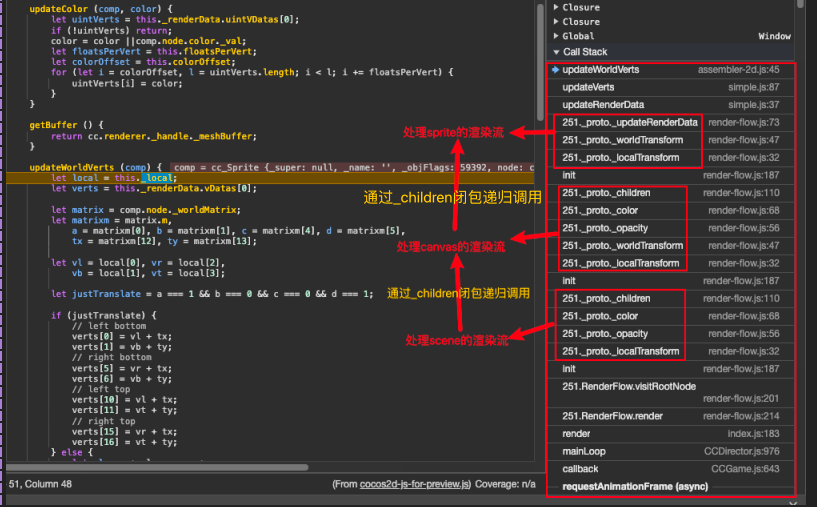 updateColor (comp, color) {
let uintVerts = this._renderData.uintVDatas[0];
if (!uintVerts) return;
color = color ||comp.node.color._val;
let floatsPerVert = this.floatsPerVert;
let colorOffset = this.colorOffset;
for (let i = colorOffset, l = uintVerts.length; i < l; i += floatsPerVert) {
uintVerts[i] = color;
}
}
getBuffer () {
return cc.renderer._handle._meshBuffer;
}
updateWorldVerts (comp) { comp = cc_Sprite {_super: null, _name: '', _objFlags: 59392, node: c
let local = this._local;
let verts = this._renderData.vDatas[0];
let matrix = comp.node._worldMatrix;
let matrixm = matrix.m,
a = matrixm[0], b = matrixm[1], c = matrixm[4], d = matrixm[5],
tx = matrixm[12], ty = matrixm[13];
let vl = local[0], vr = local[2],
vb = local[1], vt = local[3];
let justTranslate = a === 1 && b === 0 && c === 0 && d === 1;
if (justTranslate) {
// left bottom
verts[0] = vl + tx;
verts[1] = vb + ty;
// right bottom
verts[5] = vr + tx;
verts[6] = vb + ty;
// left top
verts[10] = vl + tx;
verts[11] = vt + ty;
// right top
verts[15] = vr + tx;
verts[16] = vt + ty;
} else {
51, Column 48
(From cocos2d-js-for-preview.js) Coverage: n/a
处理sprite的渲染流
通过_children闭包递归调用
处理canvas的渲染流
通过_children闭包递归调用
处理scene的渲染流
Closure
Closure
Global Window
Call Stack
updateWorldVerts assembler-2d.js:45
updateVerts simple.js:87
updateRenderData simple.js:37
251._proto._updateRenderData render-flow.js:73
251._proto._worldTransform render-flow.js:47
251._proto._localTransform render-flow.js:32
init render-flow.js:187
251._proto._children render-flow.js:110
251._proto._color render-flow.js:68
251._proto._opacity render-flow.js:56
251._proto._worldTransform render-flow.js:47
251._proto._localTransform render-flow.js:32
init render-flow.js:187
251._proto._children render-flow.js:110
251._proto._color render-flow.js:68
251._proto._opacity render-flow.js:56
251._proto._localTransform render-flow.js:32
init render-flow.js:187
251.RenderFlow.visitRootNode
render-flow.js:201
251.RenderFlow.render render-flow.js:214
render index.js:183
mainLoop CCDirector.js:976
callback CCGame.js:643
requestAnimationFrame (async)